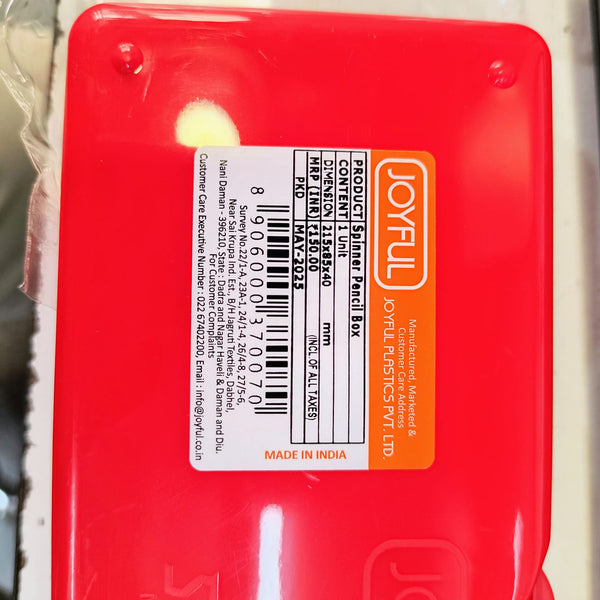 JOYFUL
Manufactured, Marketed &
Customer Care Address
JOYFUL PLASTICS PVT. LTD.
PRODUCT Spinner Pencil Box
CONTENT 1 Unit
DIMENSION 215x85x40 mm
MRP (INR) ₹150.00 (INCL OF ALL TAXES)
PKD MAY-2025
8 906000 370070
MADE IN INDIA
Survey No.22/1-A, 23A-1, 24/1-4, 26/4-8, 27/5-6,
Near Sai Krupa Ind. Est., B/H Jagruti Textiles, Dabhel,
Nani Daman - 396210, State : Dadra and Nagar Haveli & Daman and Diu.
For Customer Complaints
Customer Care Executive Number : 022 67402200, Email : info@joyful.co.in
JOYFUL